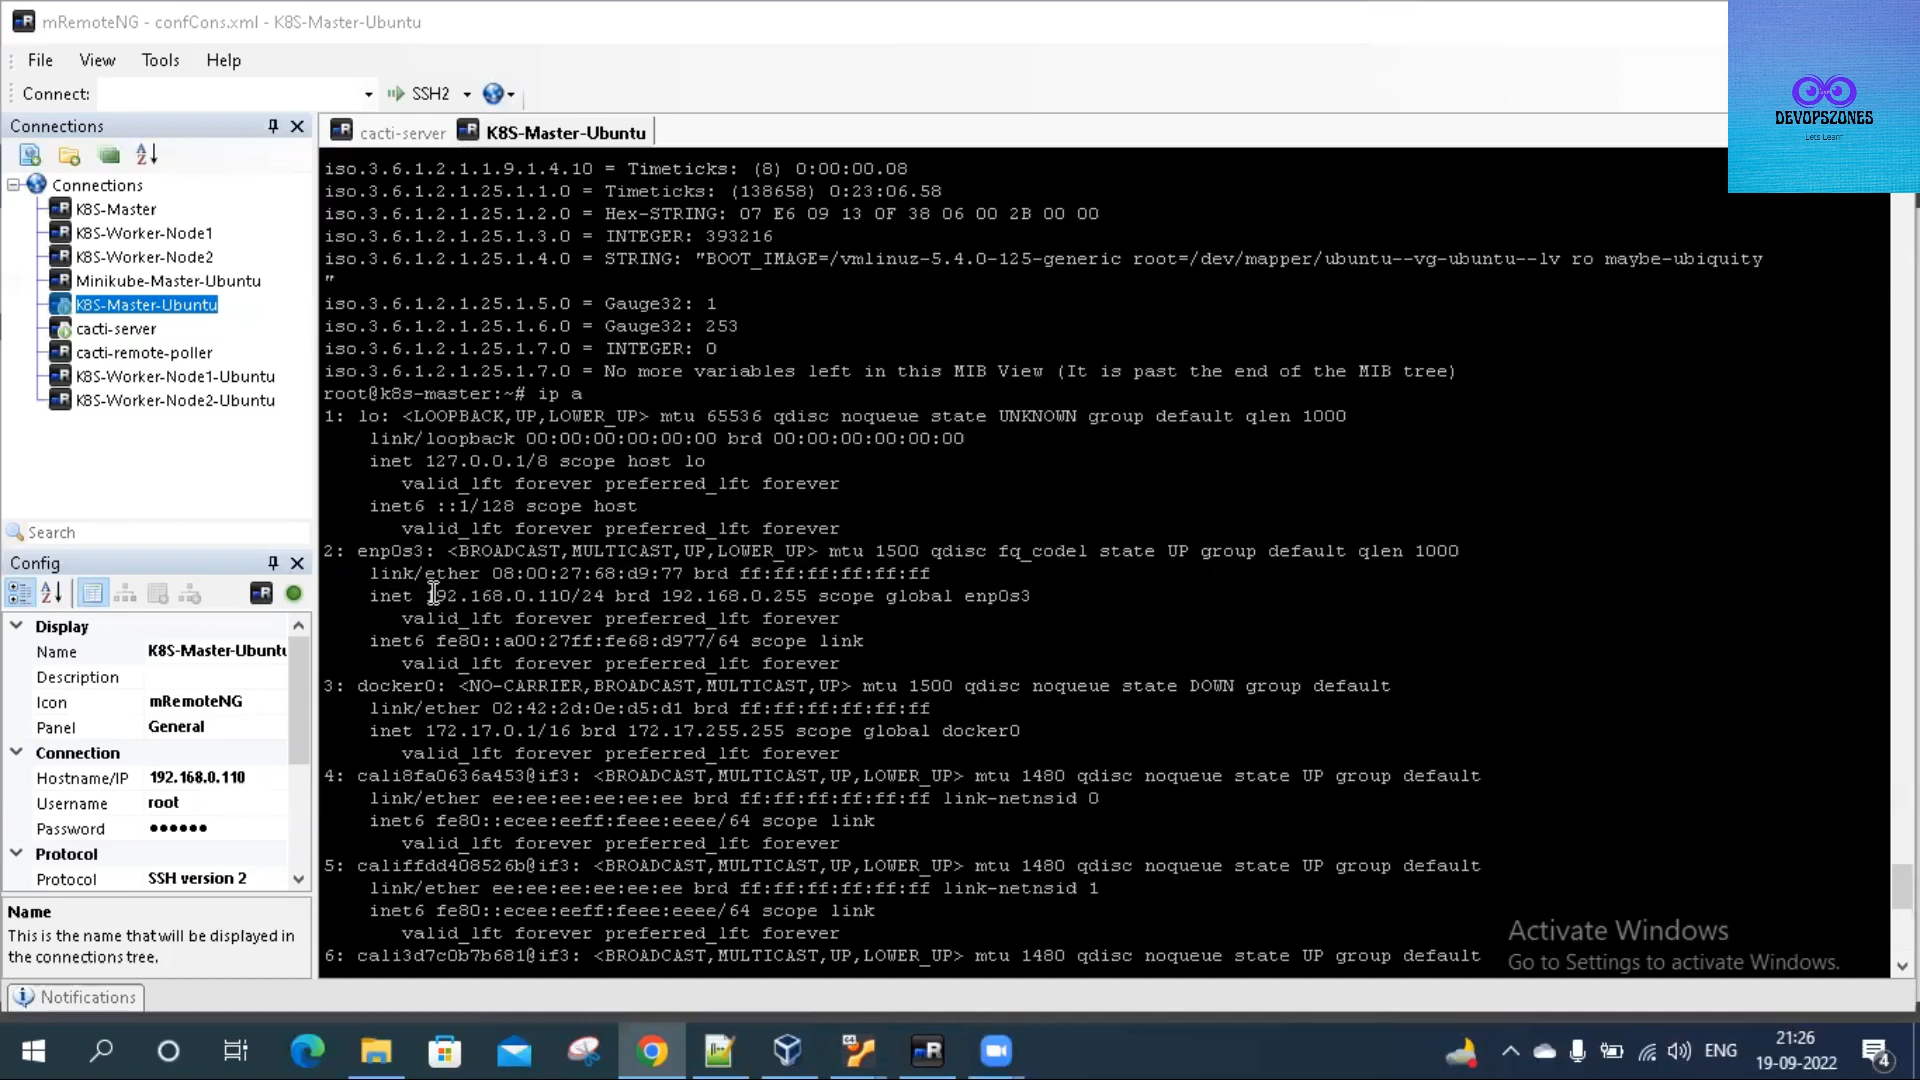 mRemoteNG - confCons.xml - K8S-Master-Ubuntu
File View Tools Help
Connect: SSH2
DEVOPSZONES
Lets Learn
Connections
Connections
K8S-Master
K8S-Worker-Node1
K8S-Worker-Node2
Minikube-Master-Ubuntu
K8S-Master-Ubuntu
cacti-server
cacti-remote-poller
K8S-Worker-Node1-Ubuntu
K8S-Worker-Node2-Ubuntu
Search
Config
Display
Name K8S-Master-Ubuntu
Description
Icon mRemoteNG
Panel General
Connection
Hostname/IP 192.168.0.110
Username root
Password ●●●●●●
Protocol
Protocol SSH version 2
Name
This is the name that will be displayed in
the connections tree.
Notifications
cacti-server K8S-Master-Ubuntu
iso.3.6.1.2.1.1.9.1.4.10 = Timeticks: (8) 0:00:00.08
iso.3.6.1.2.1.25.1.1.0 = Timeticks: (138658) 0:23:06.58
iso.3.6.1.2.1.25.1.2.0 = Hex-STRING: 07 E6 09 13 0F 38 06 00 2B 00 00
iso.3.6.1.2.1.25.1.3.0 = INTEGER: 393216
iso.3.6.1.2.1.25.1.4.0 = STRING: "BOOT_IMAGE=/vmlinuz-5.4.0-125-generic root=/dev/mapper/ubuntu--vg-ubuntu--lv ro maybe-ubiquity
"
iso.3.6.1.2.1.25.1.5.0 = Gauge32: 1
iso.3.6.1.2.1.25.1.6.0 = Gauge32: 253
iso.3.6.1.2.1.25.1.7.0 = INTEGER: 0
iso.3.6.1.2.1.25.1.7.0 = No more variables left in this MIB View (It is past the end of the MIB tree)
root@k8s-master:~# ip a
1: lo: <LOOPBACK,UP,LOWER_UP> mtu 65536 qdisc noqueue state UNKNOWN group default qlen 1000
link/loopback 00:00:00:00:00:00 brd 00:00:00:00:00:00
inet 127.0.0.1/8 scope host lo
valid_lft forever preferred_lft forever
inet6 ::1/128 scope host
valid_lft forever preferred_lft forever
2: enp0s3: <BROADCAST,MULTICAST,UP,LOWER_UP> mtu 1500 qdisc fq_codel state UP group default qlen 1000
link/ether 08:00:27:68:d9:77 brd ff:ff:ff:ff:ff:ff
inet 192.168.0.110/24 brd 192.168.0.255 scope global enp0s3
valid_lft forever preferred_lft forever
inet6 fe80::a00:27ff:fe68:d977/64 scope link
valid_lft forever preferred_lft forever
3: docker0: <NO-CARRIER,BROADCAST,MULTICAST,UP> mtu 1500 qdisc noqueue state DOWN group default
link/ether 02:42:2d:0e:d5:d1 brd ff:ff:ff:ff:ff:ff
inet 172.17.0.1/16 brd 172.17.255.255 scope global docker0
valid_lft forever preferred_lft forever
4: cali8fa0636a453@if3: <BROADCAST,MULTICAST,UP,LOWER_UP> mtu 1480 qdisc noqueue state UP group default
link/ether ee:ee:ee:ee:ee:ee brd ff:ff:ff:ff:ff:ff link-netnsid 0
inet6 fe80::ecee:eeff:feee:eeee/64 scope link
valid_lft forever preferred_lft forever
5: califfdd408526b@if3: <BROADCAST,MULTICAST,UP,LOWER_UP> mtu 1480 qdisc noqueue state UP group default
link/ether ee:ee:ee:ee:ee:ee brd ff:ff:ff:ff:ff:ff link-netnsid 1
inet6 fe80::ecee:eeff:feee:eeee/64 scope link
valid_lft forever preferred_lft forever
6: cali3d7c0b7b681@if3: <BROADCAST,MULTICAST,UP,LOWER_UP> mtu 1480 qdisc noqueue state UP group default
Activate Windows
Go to Settings to activate Windows.
ENG
21:26
19-09-2022
4